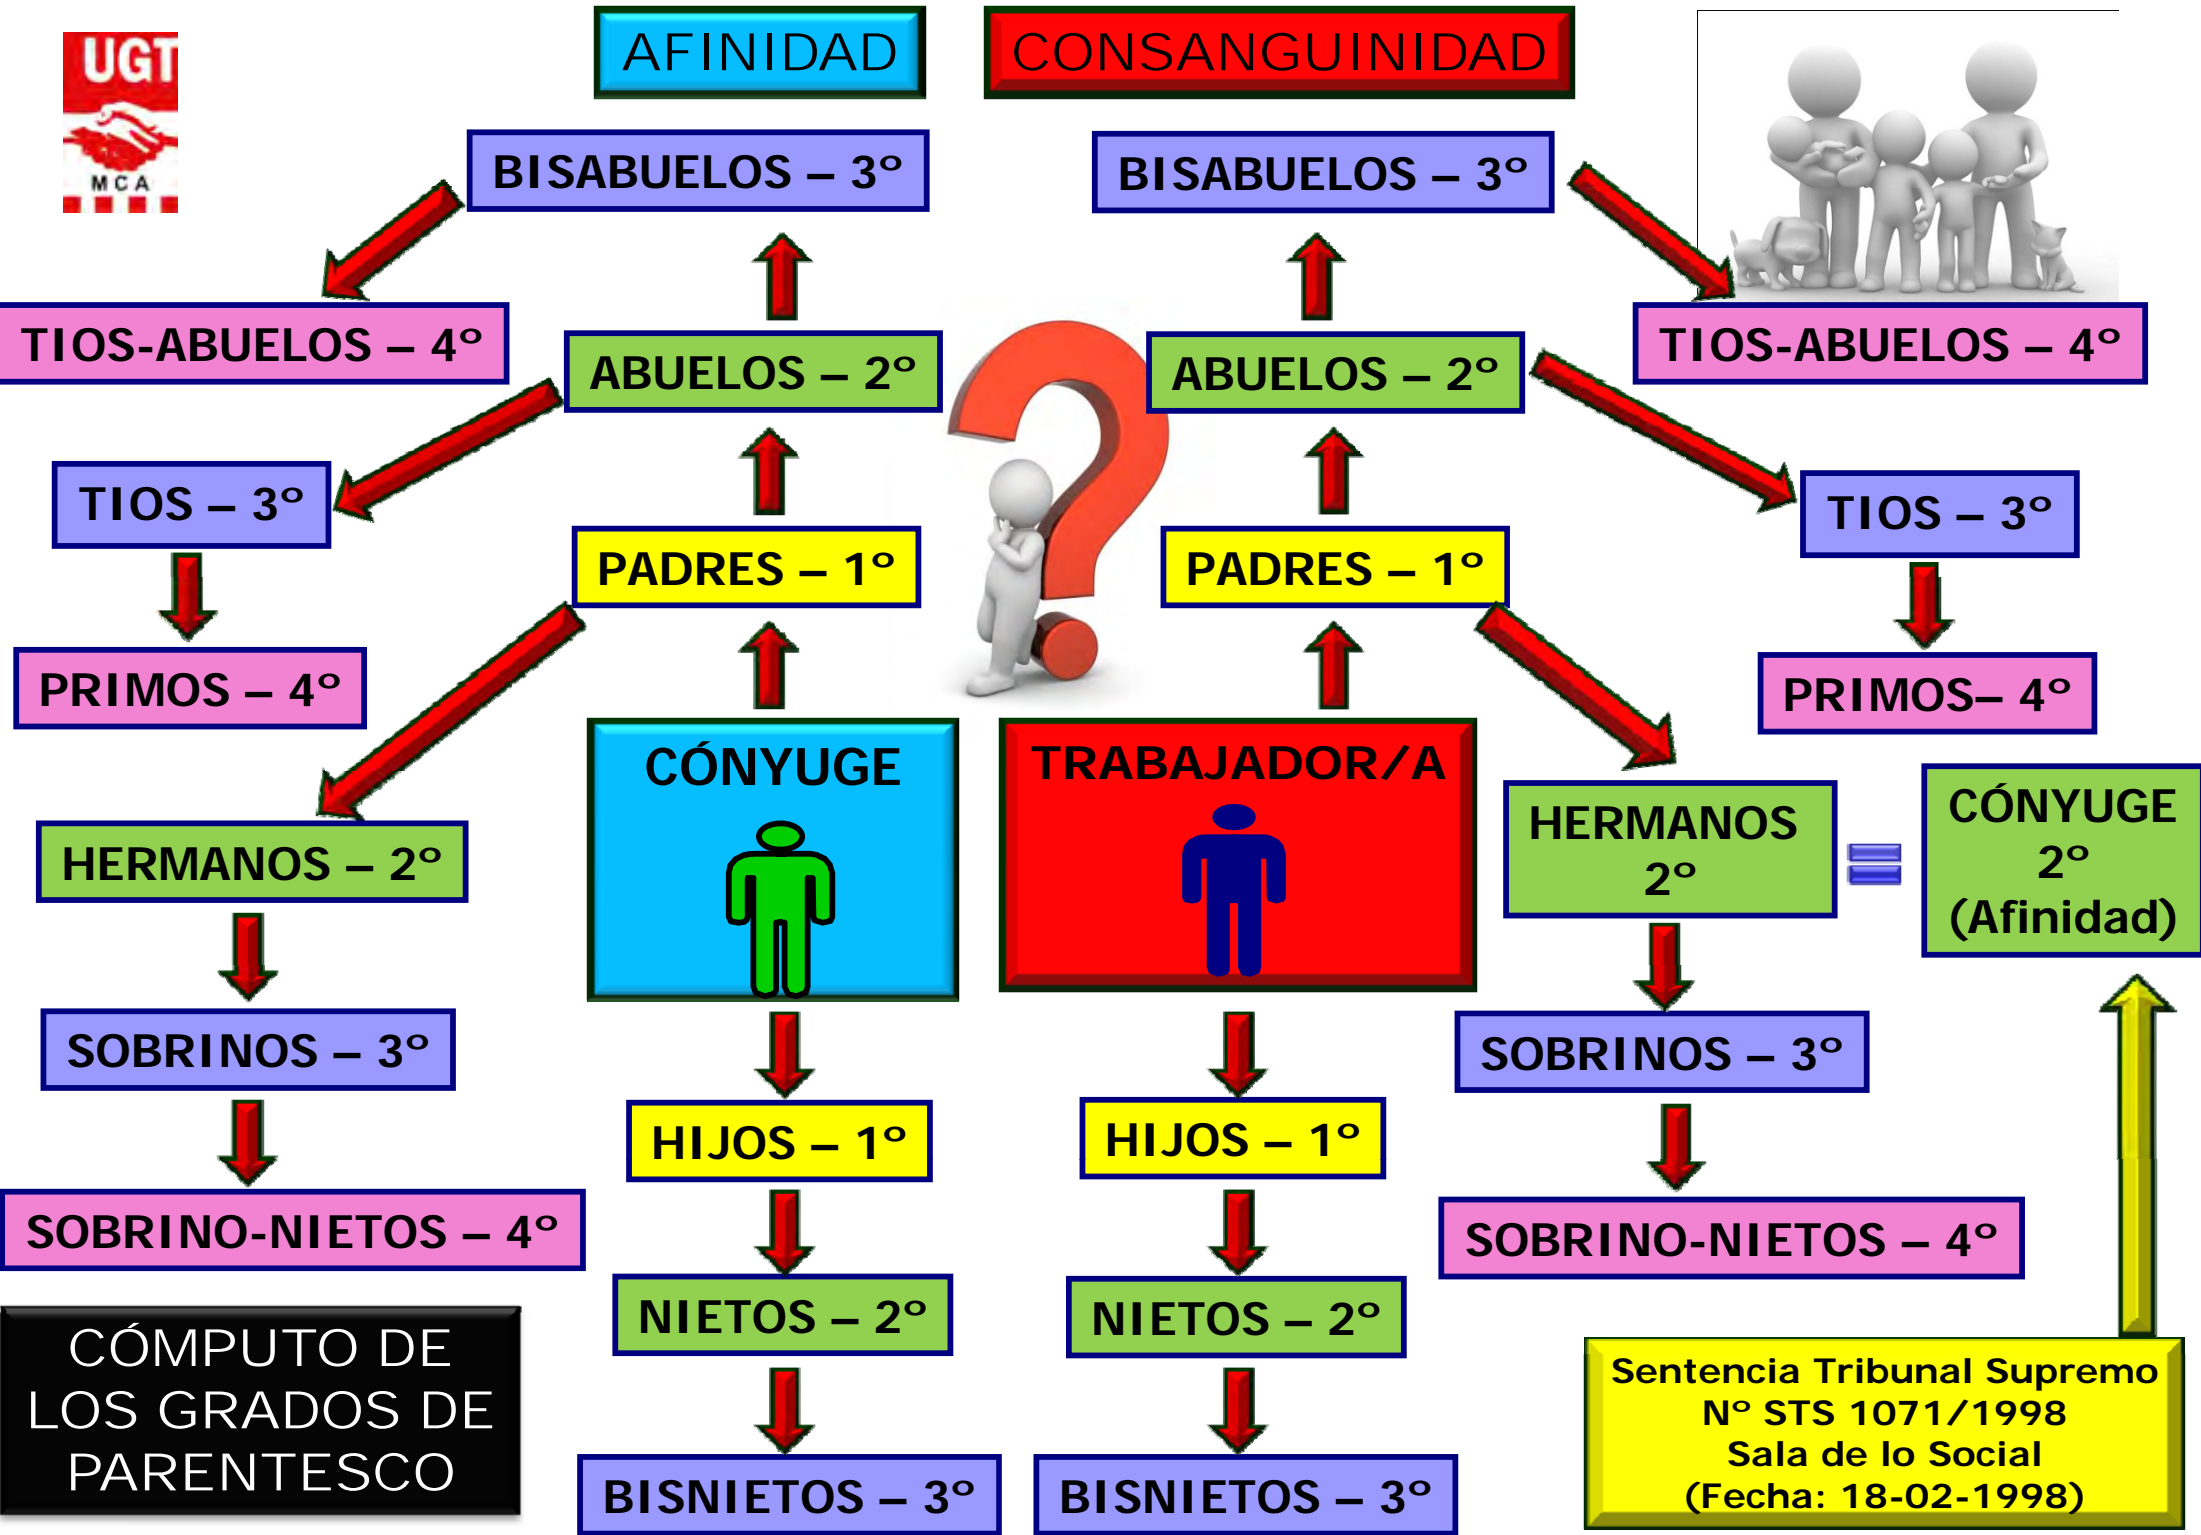 UGT
MCA
AFINIDAD
CONSANGUINIDAD
BISABUELOS – 3º
BISABUELOS – 3º
TIOS-ABUELOS – 4º
ABUELOS – 2º
ABUELOS – 2º
TIOS-ABUELOS – 4º
TIOS – 3º
TIOS – 3º
PADRES – 1º
PADRES – 1º
PRIMOS – 4º
PRIMOS– 4º
CÓNYUGE
TRABAJADOR/A
HERMANOS – 2º
HERMANOS
2º
CÓNYUGE
2º
(Afinidad)
SOBRINOS – 3º
SOBRINOS – 3º
HIJOS – 1º
HIJOS – 1º
SOBRINO-NIETOS – 4º
SOBRINO-NIETOS – 4º
NIETOS – 2º
NIETOS – 2º
CÓMPUTO DE
LOS GRADOS DE
PARENTESCO
BISNIETOS – 3º
BISNIETOS – 3º
Sentencia Tribunal Supremo
Nº STS 1071/1998
Sala de lo Social
(Fecha: 18-02-1998)